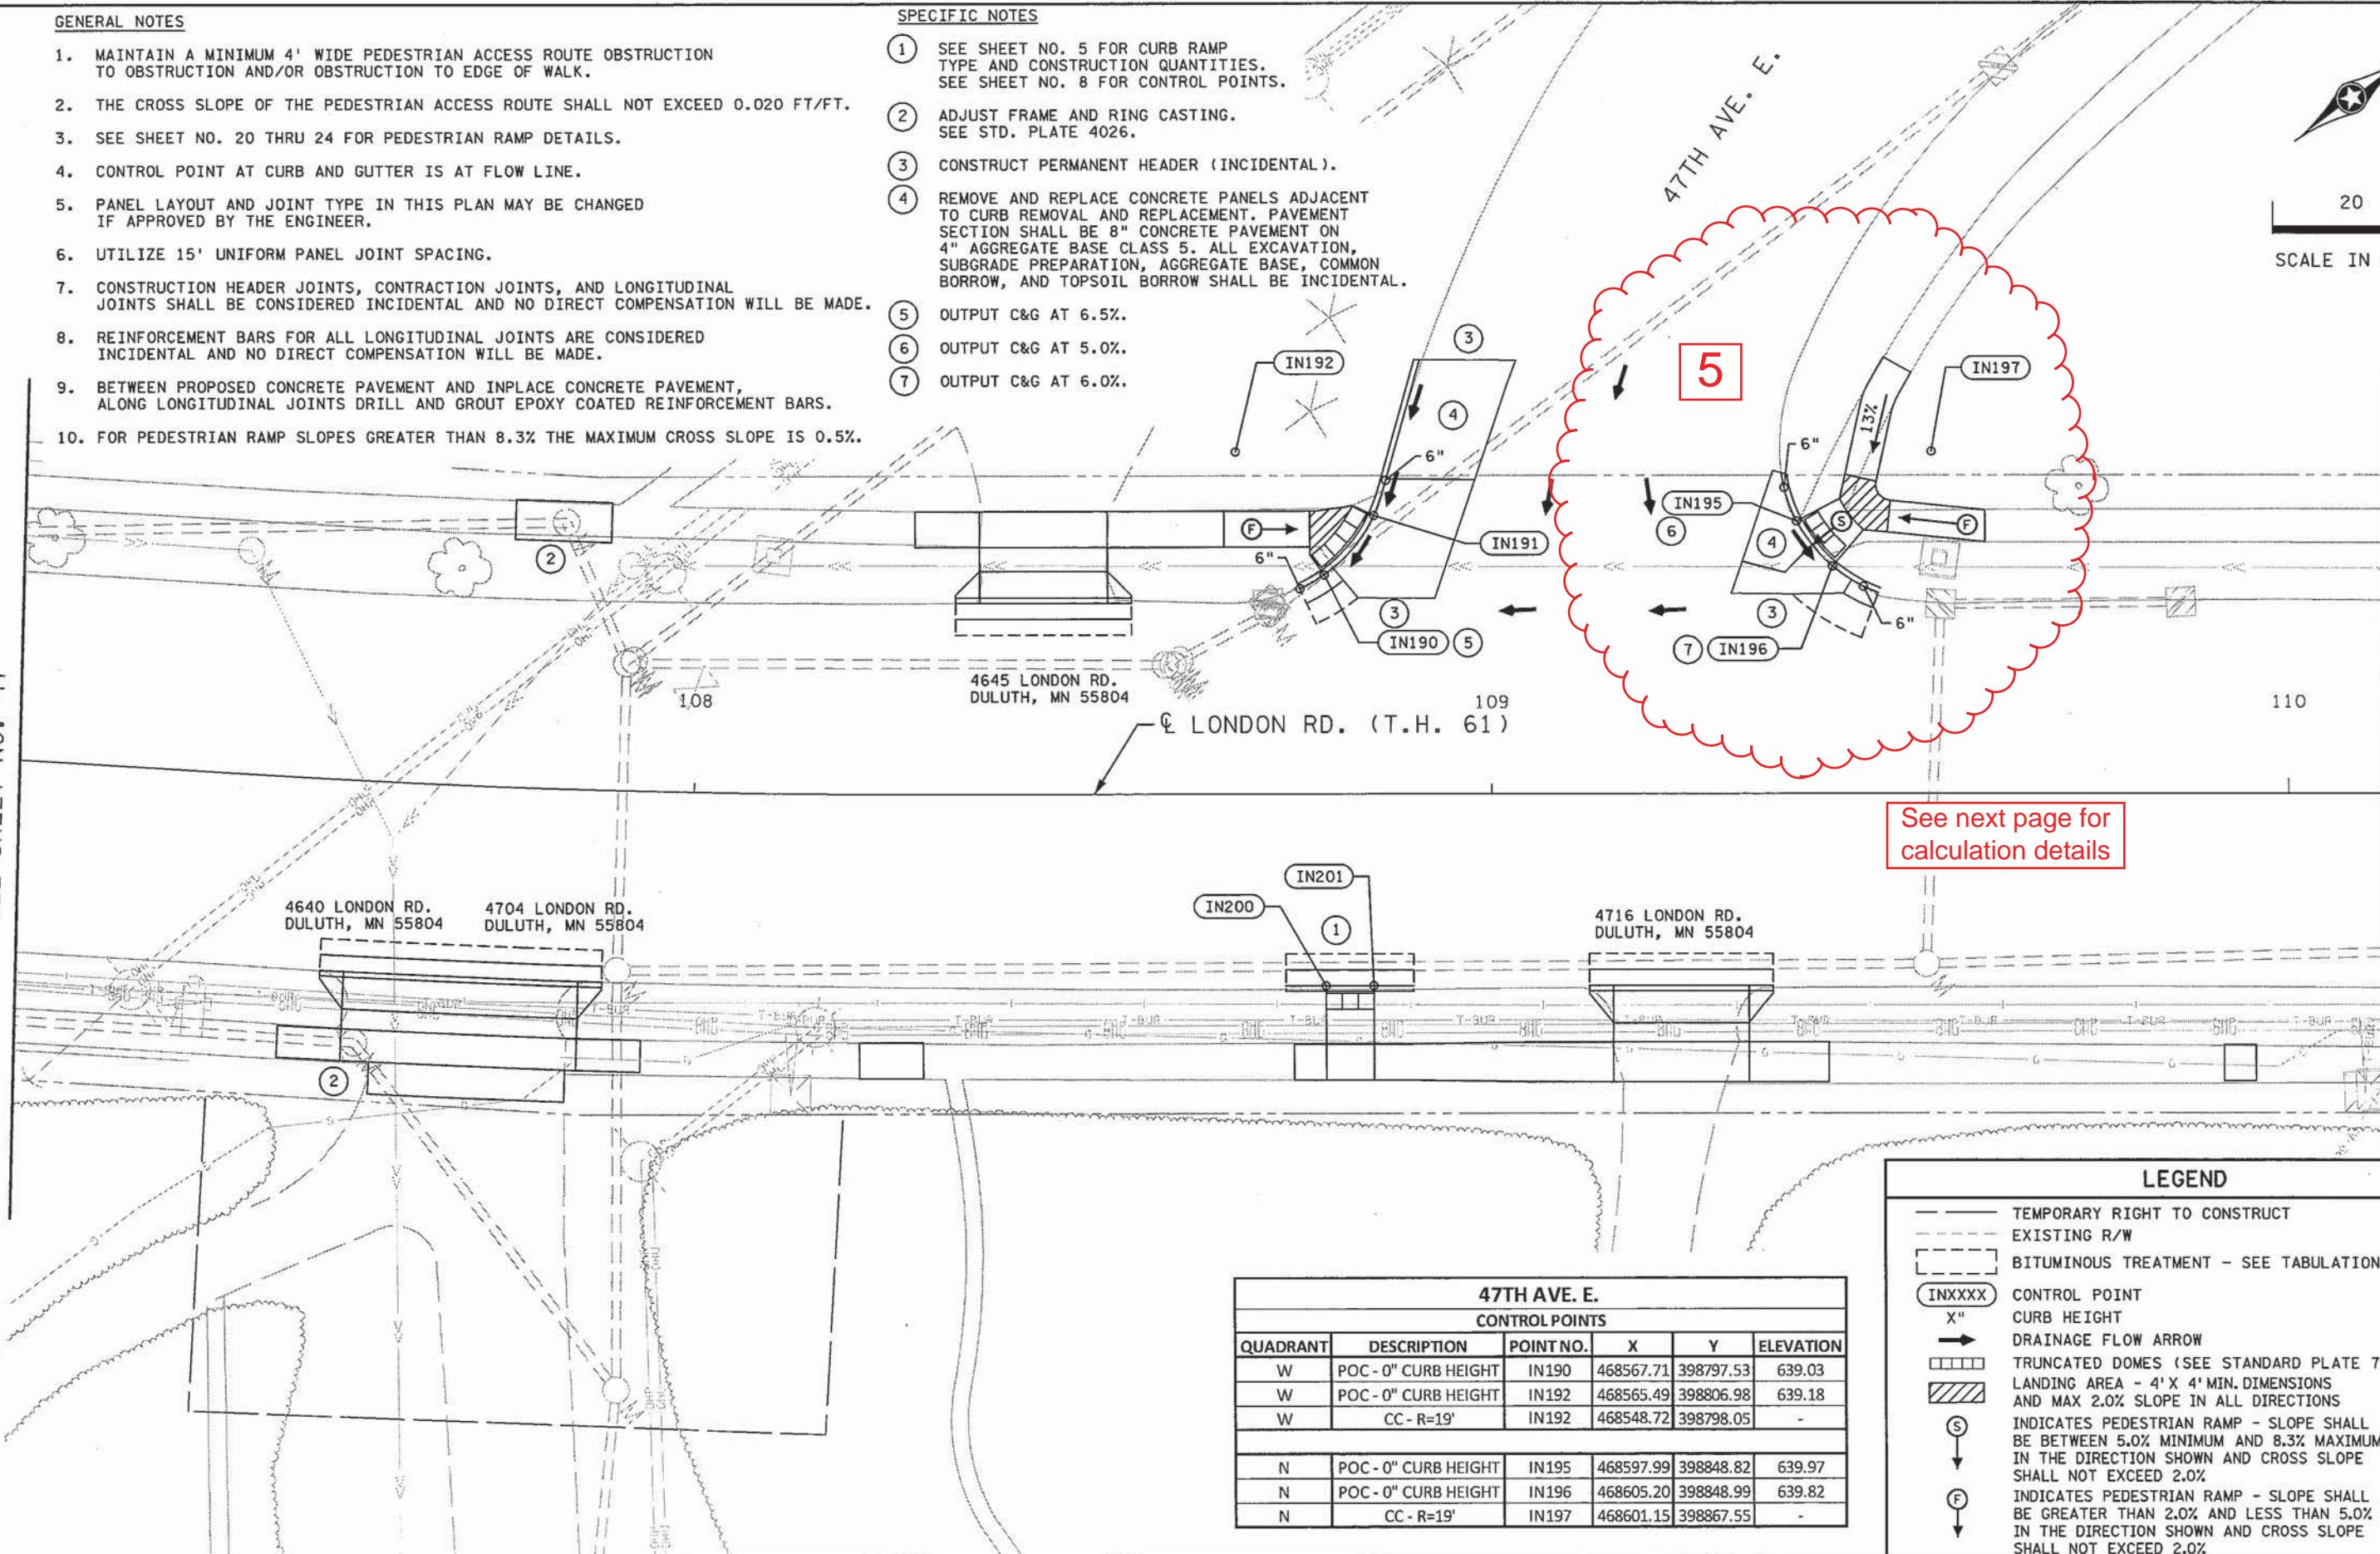 GENERAL NOTES
1. MAINTAIN A MINIMUM 4' WIDE PEDESTRIAN ACCESS ROUTE OBSTRUCTION
TO OBSTRUCTION AND/OR OBSTRUCTION TO EDGE OF WALK.
2. THE CROSS SLOPE OF THE PEDESTRIAN ACCESS ROUTE SHALL NOT EXCEED 0.020 FT/FT.
3. SEE SHEET NO. 20 THRU 24 FOR PEDESTRIAN RAMP DETAILS.
4. CONTROL POINT AT CURB AND GUTTER IS AT FLOW LINE.
5. PANEL LAYOUT AND JOINT TYPE IN THIS PLAN MAY BE CHANGED
IF APPROVED BY THE ENGINEER.
6. UTILIZE 15' UNIFORM PANEL JOINT SPACING.
7. CONSTRUCTION HEADER JOINTS, CONTRACTION JOINTS, AND LONGITUDINAL
JOINTS SHALL BE CONSIDERED INCIDENTAL AND NO DIRECT COMPENSATION WILL BE MADE.
8. REINFORCEMENT BARS FOR ALL LONGITUDINAL JOINTS ARE CONSIDERED
INCIDENTAL AND NO DIRECT COMPENSATION WILL BE MADE.
9. BETWEEN PROPOSED CONCRETE PAVEMENT AND INPLACE CONCRETE PAVEMENT,
ALONG LONGITUDINAL JOINTS DRILL AND GROUT EPOXY COATED REINFORCEMENT BARS.
10. FOR PEDESTRIAN RAMP SLOPES GREATER THAN 8.3% THE MAXIMUM CROSS SLOPE IS 0.5%.
SPECIFIC NOTES
1 SEE SHEET NO. 5 FOR CURB RAMP
TYPE AND CONSTRUCTION QUANTITIES.
SEE SHEET NO. 8 FOR CONTROL POINTS.
2 ADJUST FRAME AND RING CASTING.
SEE STD. PLATE 4026.
3 CONSTRUCT PERMANENT HEADER (INCIDENTAL).
4 REMOVE AND REPLACE CONCRETE PANELS ADJACENT
TO CURB REMOVAL AND REPLACEMENT. PAVEMENT
SECTION SHALL BE 8" CONCRETE PAVEMENT ON
4" AGGREGATE BASE CLASS 5. ALL EXCAVATION,
SUBGRADE PREPARATION, AGGREGATE BASE, COMMON
BORROW, AND TOPSOIL BORROW SHALL BE INCIDENTAL.
5 OUTPUT C&G AT 6.5%.
6 OUTPUT C&G AT 5.0%.
7 OUTPUT C&G AT 6.0%.
47TH AVE. E.
20
SCALE IN
5
IN192
3
4
6"
IN197
13%
6"
IN195
6
4
S
F
F
IN191
6"
2
3
IN190 5
3
6"
7 IN196
4645 LONDON RD.
DULUTH, MN 55804
108
109
110
℄ LONDON RD. (T.H. 61)
See next page for
calculation details
4640 LONDON RD.
DULUTH, MN 55804
4704 LONDON RD.
DULUTH, MN 55804
IN201
IN200
1
4716 LONDON RD.
DULUTH, MN 55804
2
47TH AVE. E.
CONTROL POINTS
QUADRANT DESCRIPTION POINT NO. X Y ELEVATION
W POC - 0" CURB HEIGHT IN190 468567.71 398797.53 639.03
W POC - 0" CURB HEIGHT IN192 468565.49 398806.98 639.18
W CC - R=19' IN192 468548.72 398798.05 -
N POC - 0" CURB HEIGHT IN195 468597.99 398848.82 639.97
N POC - 0" CURB HEIGHT IN196 468605.20 398848.99 639.82
N CC - R=19' IN197 468601.15 398867.55 -
LEGEND
TEMPORARY RIGHT TO CONSTRUCT
EXISTING R/W
BITUMINOUS TREATMENT - SEE TABULATION
INXXXX CONTROL POINT
X" CURB HEIGHT
DRAINAGE FLOW ARROW
TRUNCATED DOMES (SEE STANDARD PLATE 7
LANDING AREA - 4' X 4' MIN. DIMENSIONS
AND MAX 2.0% SLOPE IN ALL DIRECTIONS
S INDICATES PEDESTRIAN RAMP - SLOPE SHALL
BE BETWEEN 5.0% MINIMUM AND 8.3% MAXIMUM
IN THE DIRECTION SHOWN AND CROSS SLOPE
SHALL NOT EXCEED 2.0%
F INDICATES PEDESTRIAN RAMP - SLOPE SHALL
BE GREATER THAN 2.0% AND LESS THAN 5.0%
IN THE DIRECTION SHOWN AND CROSS SLOPE
SHALL NOT EXCEED 2.0%